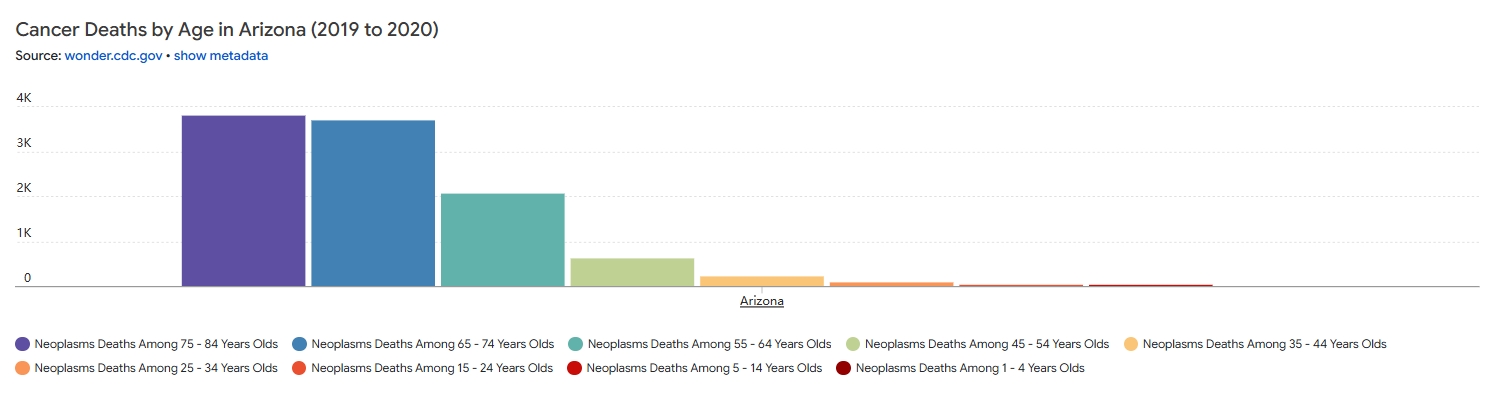 Cancer Deaths by Age in Arizona (2019 to 2020)
Source: wonder.cdc.gov • show metadata
4K
3K
2K
1K
0
Arizona
Neoplasms Deaths Among 75 - 84 Years Olds Neoplasms Deaths Among 65 - 74 Years Olds Neoplasms Deaths Among 55 - 64 Years Olds Neoplasms Deaths Among 45 - 54 Years Olds Neoplasms Deaths Among 35 - 44 Years Olds
Neoplasms Deaths Among 25 - 34 Years Olds Neoplasms Deaths Among 15 - 24 Years Olds Neoplasms Deaths Among 5 - 14 Years Olds Neoplasms Deaths Among 1 - 4 Years Olds